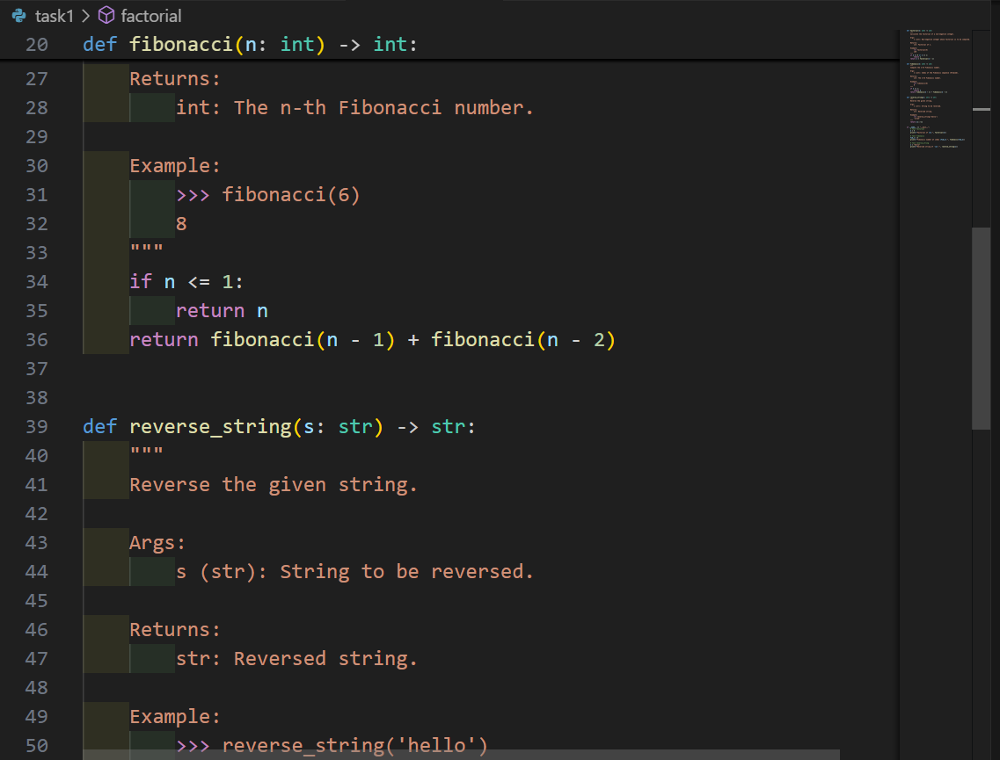 task1 > factorial
20 def fibonacci(n: int) -> int:
27 Returns:
28 int: The n-th Fibonacci number.
29
30 Example:
31 >>> fibonacci(6)
32 8
33 """
34 if n <= 1:
35 return n
36 return fibonacci(n - 1) + fibonacci(n - 2)
37
38
39 def reverse_string(s: str) -> str:
40 """
41 Reverse the given string.
42
43 Args:
44 s (str): String to be reversed.
45
46 Returns:
47 str: Reversed string.
48
49 Example:
50 >>> reverse_string('hello')